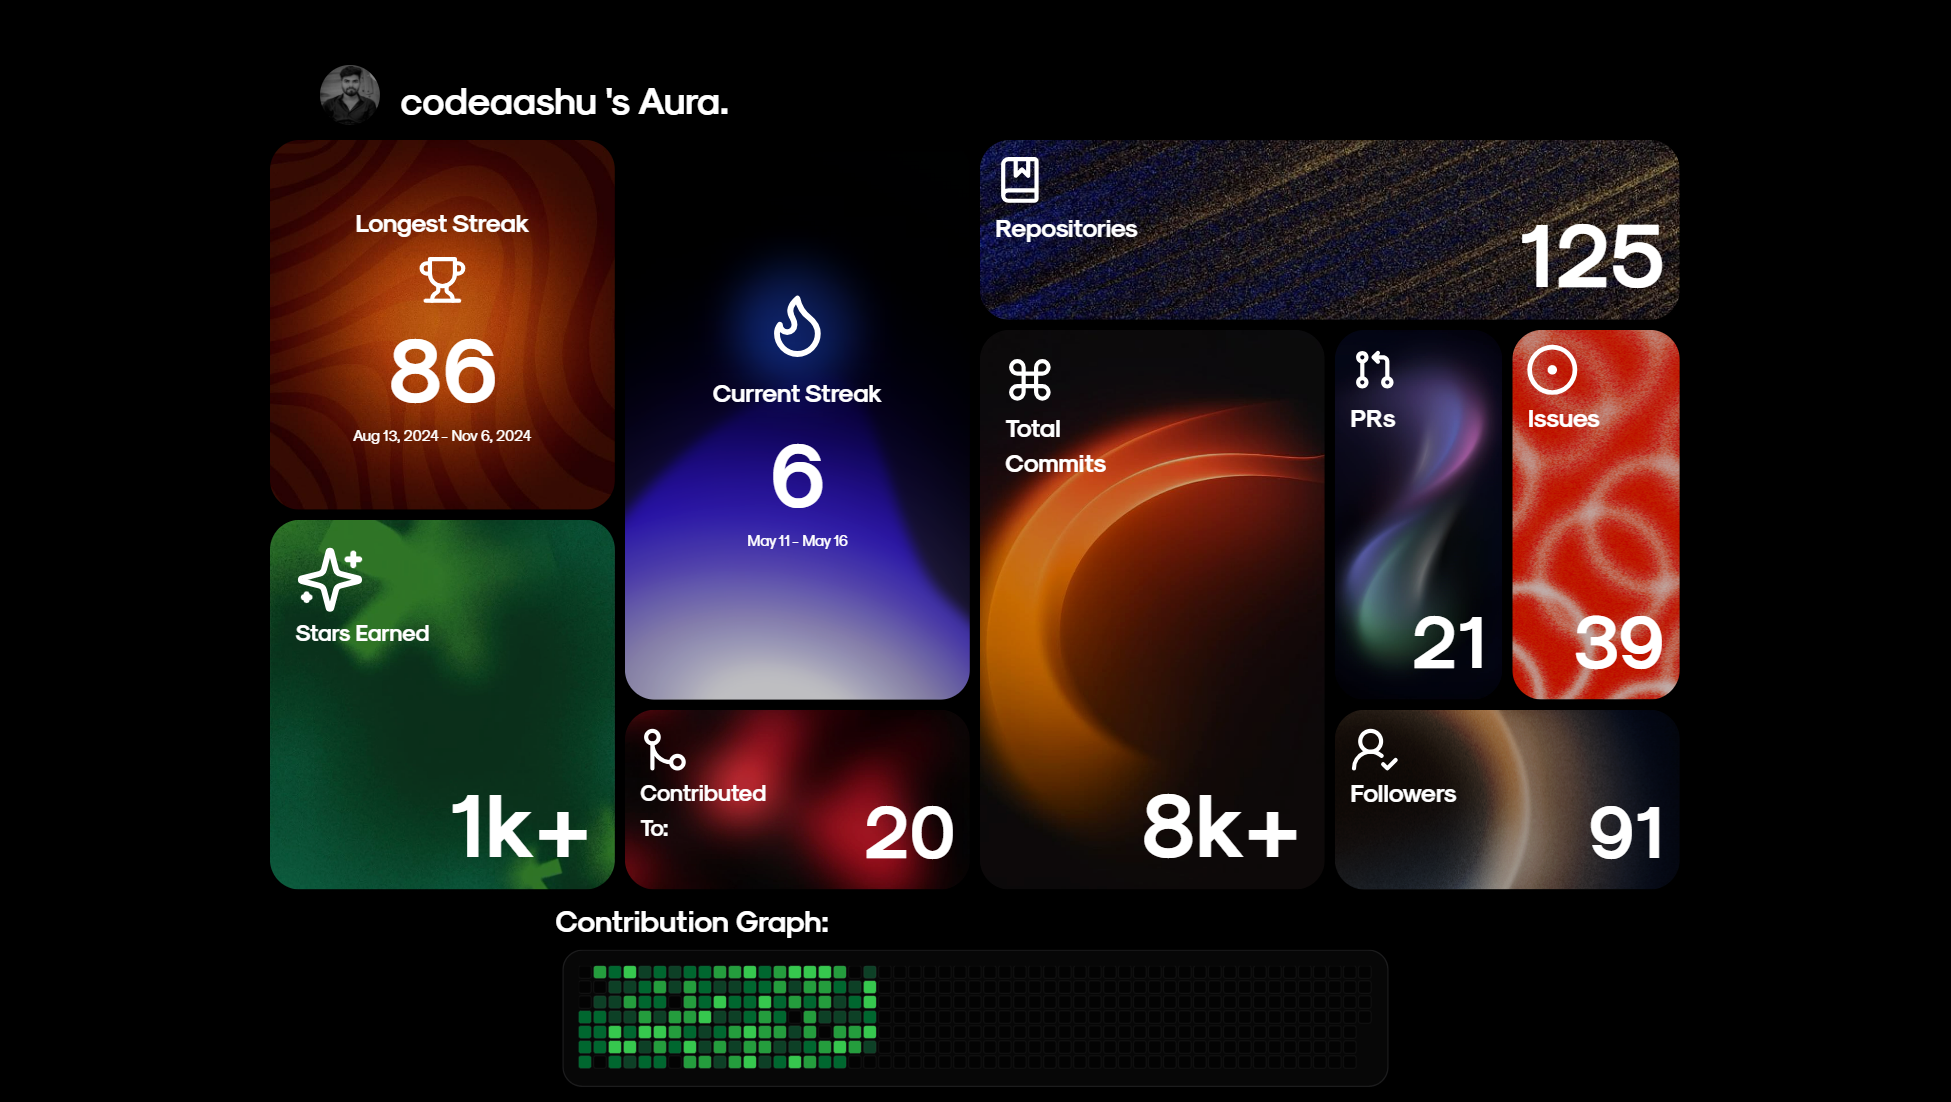 codeaashu 's Aura.
Longest Streak
86
Aug 13, 2024 - Nov 6, 2024
Stars Earned
1k+
Current Streak
6
May 11 - May 16
Contributed
To:
20
Repositories
125
Total
Commits
8k+
PRs
21
Issues
39
Followers
91
Contribution Graph: